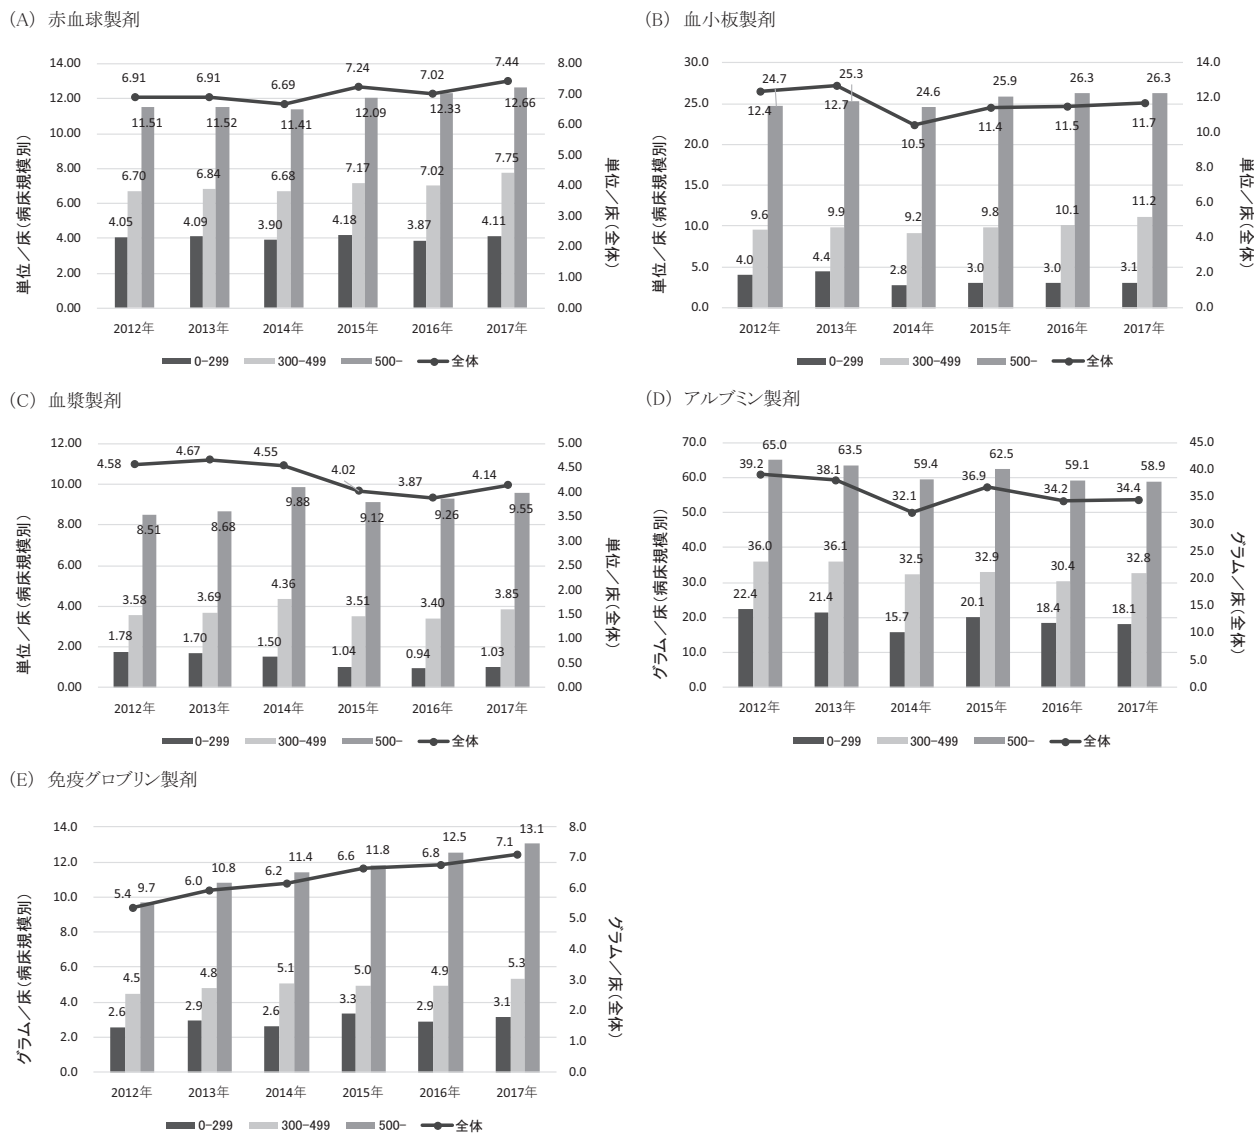 (A) 赤血球製剤
14.00
12.00
10.00
8.00
6.00
4.00
2.00
0.00
単位／床（病床規模別）
8.00
7.00
6.00
5.00
4.00
3.00
2.00
1.00
0.00
単位／床（全体）
6.91 6.91 6.69 7.24 7.02 7.44
11.51 11.52 11.41 12.09 12.33 12.66
6.70 6.84 6.68 7.17 7.02 7.75
4.05 4.09 3.90 4.18 3.87 4.11
2012年 2013年 2014年 2015年 2016年 2017年
0-299 300-499 500- 全体
(B) 血小板製剤
30.0
25.0
20.0
15.0
10.0
5.0
0.0
単位／床（病床規模別）
14.0
12.0
10.0
8.0
6.0
4.0
2.0
0.0
単位／床（全体）
24.7 25.3 24.6 25.9 26.3 26.3
12.4 12.7 10.5 11.4 11.5 11.7
9.6 9.9 9.2 9.8 10.1 11.2
4.0 4.4 2.8 3.0 3.0 3.1
2012年 2013年 2014年 2015年 2016年 2017年
0-299 300-499 500- 全体
(C) 血漿製剤
12.00
10.00
8.00
6.00
4.00
2.00
0.00
単位／床（病床規模別）
5.00
4.50
4.00
3.50
3.00
2.50
2.00
1.50
1.00
0.50
0.00
単位／床（全体）
4.58 4.67 4.55 4.02 3.87 4.14
8.51 8.68 9.88 9.12 9.26 9.55
3.58 3.69 4.36 3.51 3.40 3.85
1.78 1.70 1.50 1.04 0.94 1.03
2012年 2013年 2014年 2015年 2016年 2017年
0-299 300-499 500- 全体
(D) アルブミン製剤
70.0
60.0
50.0
40.0
30.0
20.0
10.0
0.0
グラム／床（病床規模別）
45.0
40.0
35.0
30.0
25.0
20.0
15.0
10.0
5.0
0.0
グラム／床（全体）
65.0 63.5 59.4 62.5 59.1 58.9
39.2 38.1 32.1 36.9 34.2 34.4
36.0 36.1 32.5 32.9 30.4 32.8
22.4 21.4 15.7 20.1 18.4 18.1
2012年 2013年 2014年 2015年 2016年 2017年
0-299 300-499 500- 全体
(E) 免疫グロブリン製剤
14.0
12.0
10.0
8.0
6.0
4.0
2.0
0.0
グラム／床（病床規模別）
8.0
7.0
6.0
5.0
4.0
3.0
2.0
1.0
0.0
グラム／床（全体）
5.4 6.0 6.2 6.6 6.8 7.1
9.7 10.8 11.4 11.8 12.5 13.1
4.5 4.8 5.1 5.0 4.9 5.3
2.6 2.9 2.6 3.3 2.9 3.1
2012年 2013年 2014年 2015年 2016年 2017年
0-299 300-499 500- 全体